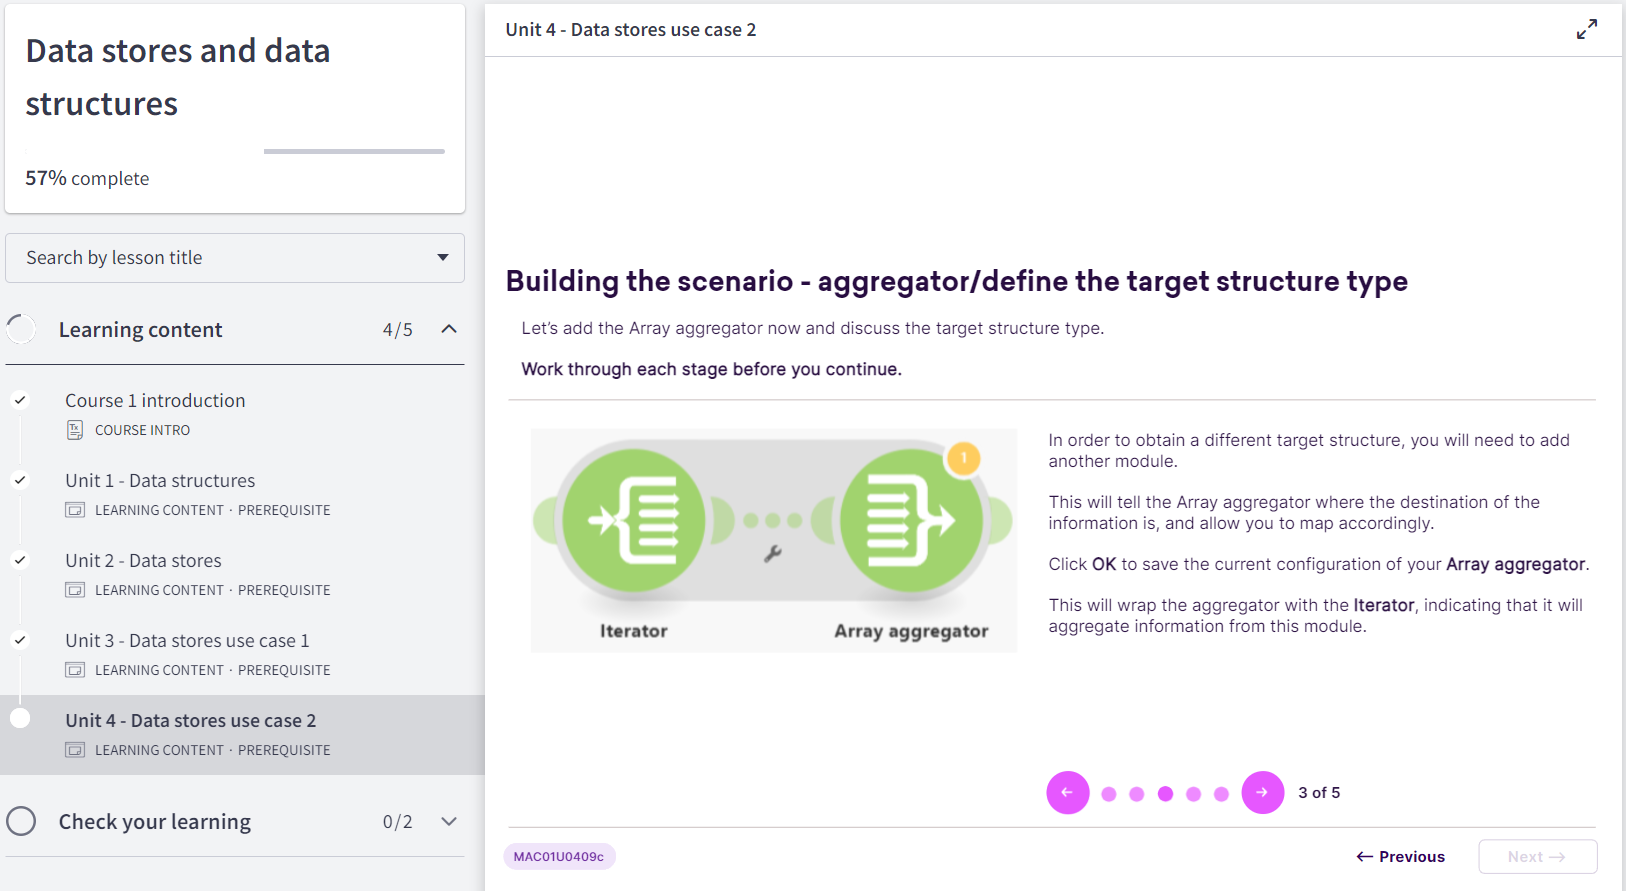 Data stores and data
structures
57% complete
Search by lesson title
Learning content 4/5
Course 1 introduction
COURSE INTRO
Unit 1 - Data structures
LEARNING CONTENT · PREREQUISITE
Unit 2 - Data stores
LEARNING CONTENT · PREREQUISITE
Unit 3 - Data stores use case 1
LEARNING CONTENT · PREREQUISITE
Unit 4 - Data stores use case 2
LEARNING CONTENT · PREREQUISITE
Check your learning 0/2
Unit 4 - Data stores use case 2
Building the scenario - aggregator/define the target structure type
Let's add the Array aggregator now and discuss the target structure type.
Work through each stage before you continue.
1
Iterator
Array aggregator
In order to obtain a different target structure, you will need to add
another module.
This will tell the Array aggregator where the destination of the
information is, and allow you to map accordingly.
Click OK to save the current configuration of your Array aggregator.
This will wrap the aggregator with the Iterator, indicating that it will
aggregate information from this module.
3 of 5
MAC01U0409c
← Previous
Next →